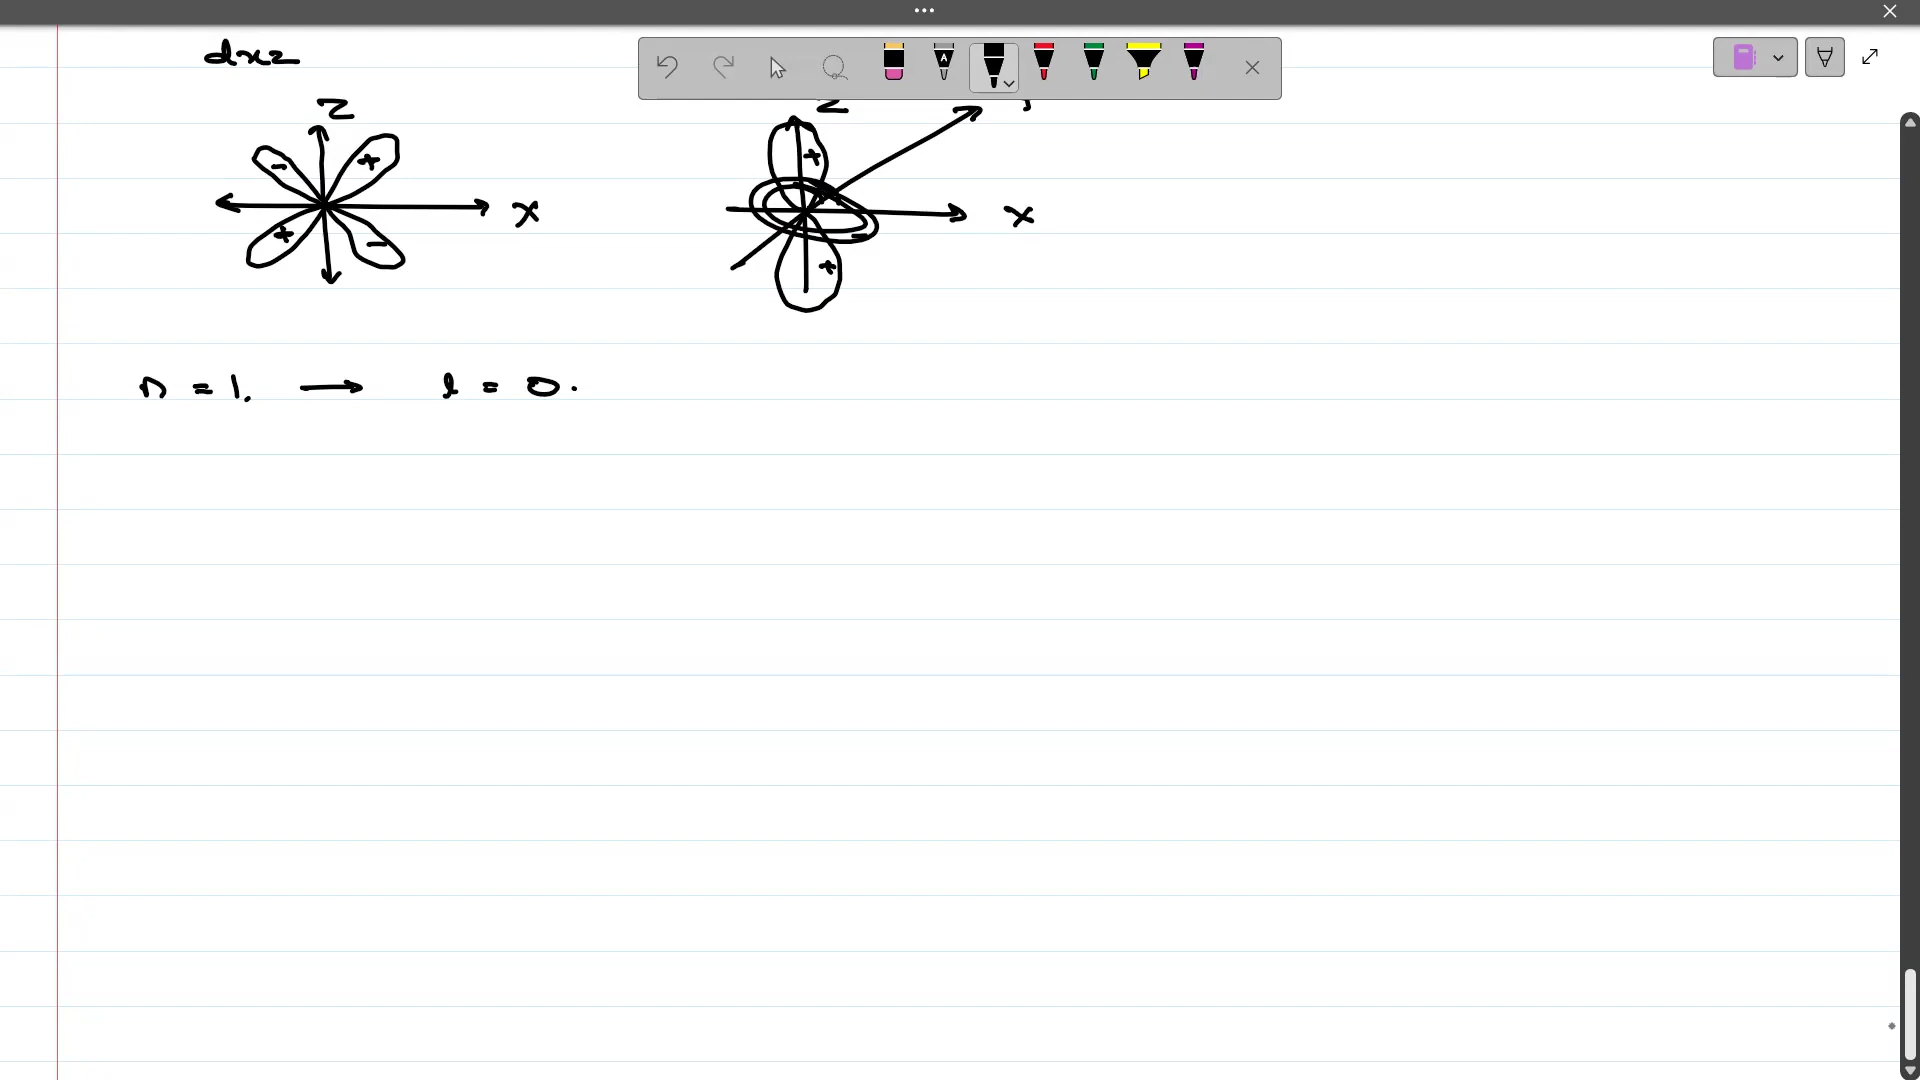 dxz
Z
Z
+
-
+
X
X
+
-
-
+
n = 1. → l = 0.